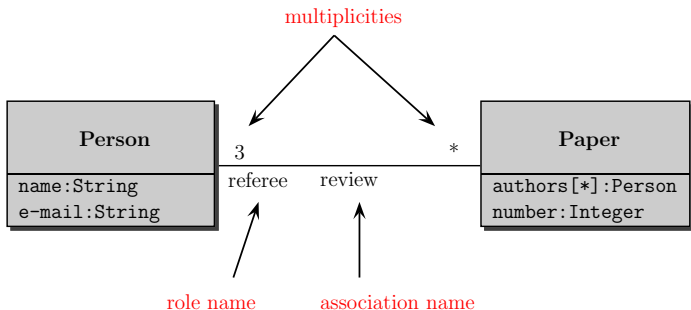 multiplicities
Person
name:String
e-mail:String
3
*
referee
review
Paper
authors[*]:Person
number:Integer
role name
association name